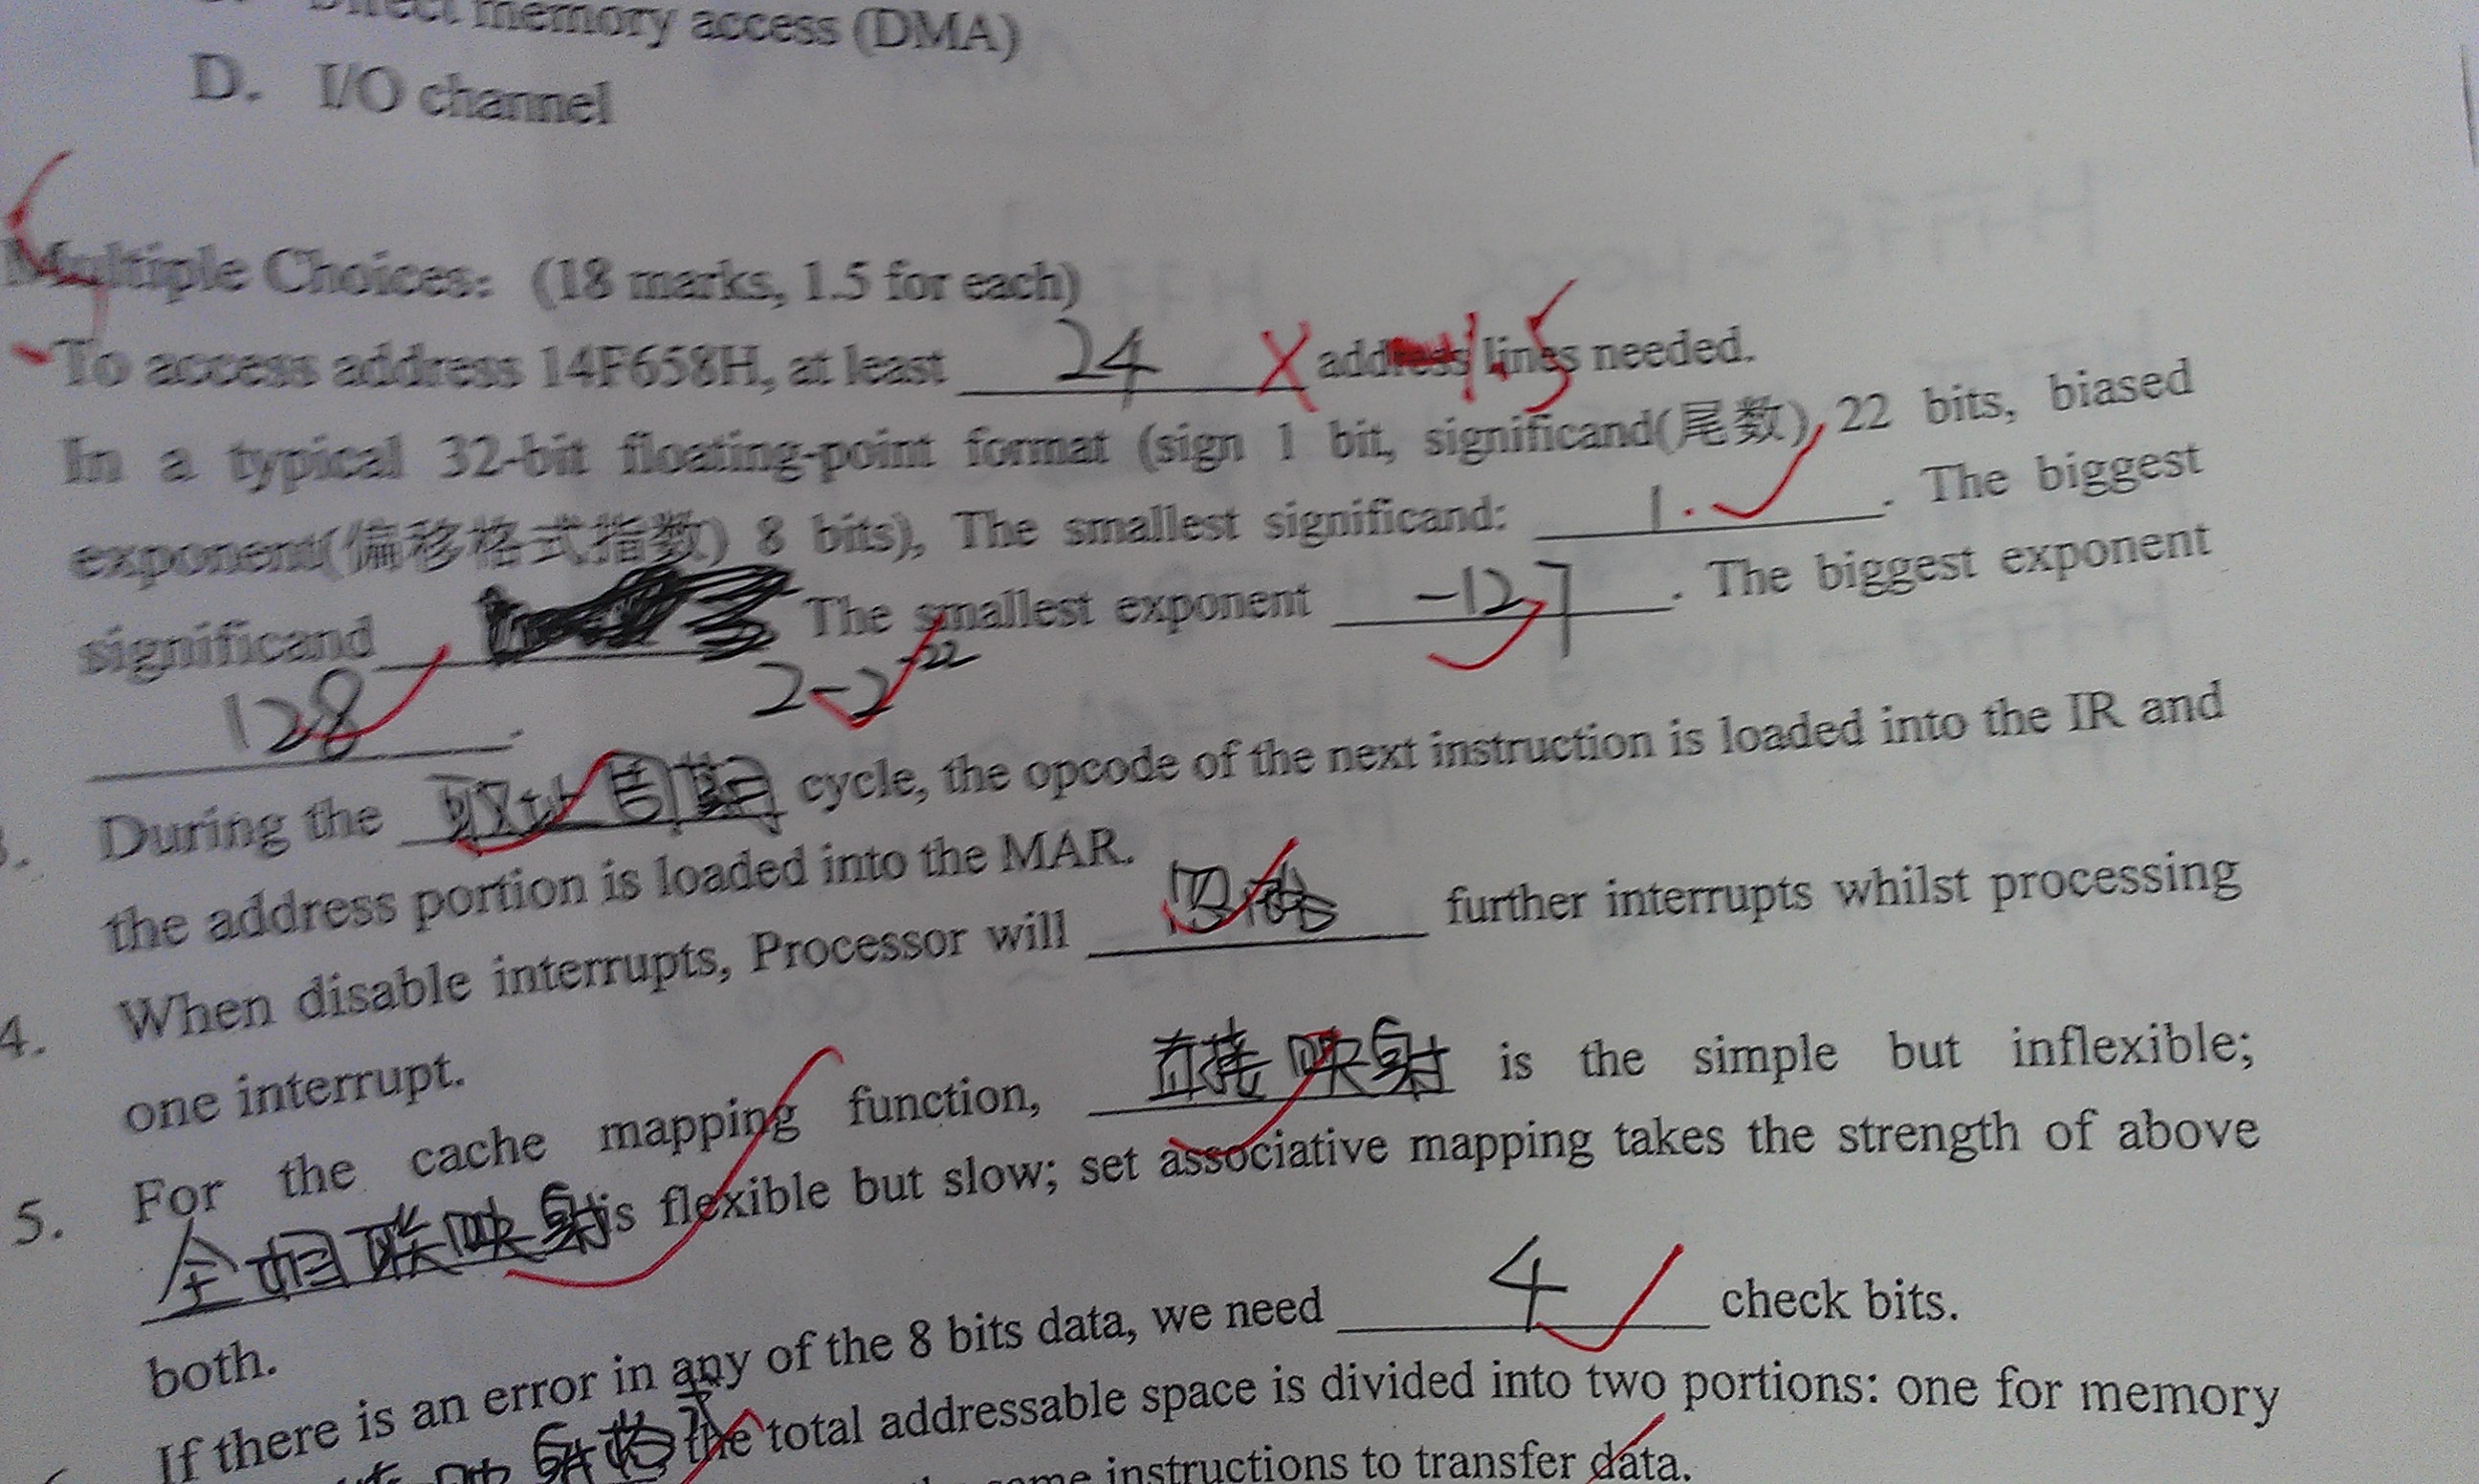 Direct memory access (DMA)
D. I/O channel
Multiple Choices: (18 marks, 1.5 for each)
To access address 14F658H, at least 24 address lines needed.
-1.5
In a typical 32-bit floating-point format (sign 1 bit, significand(尾数) 22 bits, biased
exponent(偏移格式指数) 8 bits), The smallest significand: 1. . The biggest
significand The smallest exponent -127 . The biggest exponent
2-2^-22
128 .
During the 取址周期 cycle, the opcode of the next instruction is loaded into the IR and
the address portion is loaded into the MAR.
4. When disable interrupts, Processor will 忽略 further interrupts whilst processing
one interrupt.
5. For the cache mapping function, 直接映射 is the simple but inflexible;
全相联映射 is flexible but slow; set associative mapping takes the strength of above
both.
If there is an error in any of the 8 bits data, we need 4 check bits.
the total addressable space is divided into two portions: one for memory
same instructions to transfer data.